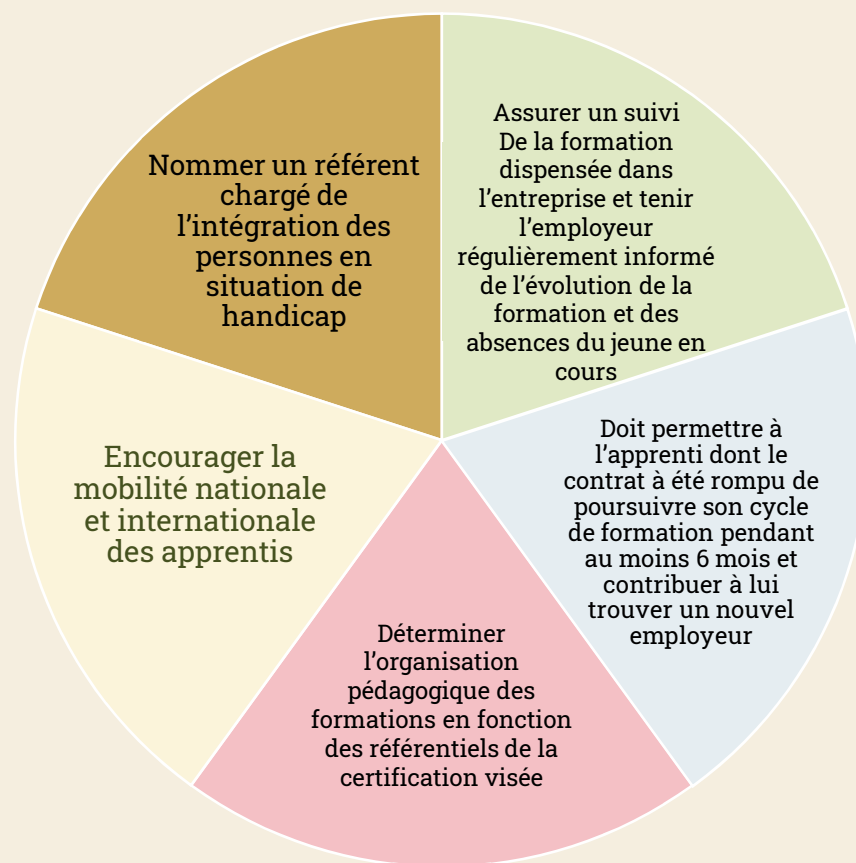 Assurer un suivi
De la formation
dispensée dans
l’entreprise et tenir
l’employeur
régulièrement informé
de l’évolution de la
formation et des
absences du jeune en
cours
Doit permettre à
l’apprenti dont le
contrat à été rompu de
poursuivre son cycle
de formation pendant
au moins 6 mois et
contribuer à lui
trouver un nouvel
employeur
Déterminer
l’organisation
pédagogique des
formations en fonction
des référentiels de la
certification visée
Encourager la
mobilité nationale
et internationale
des apprentis
Nommer un référent
chargé de
l’intégration des
personnes en
situation de
handicap